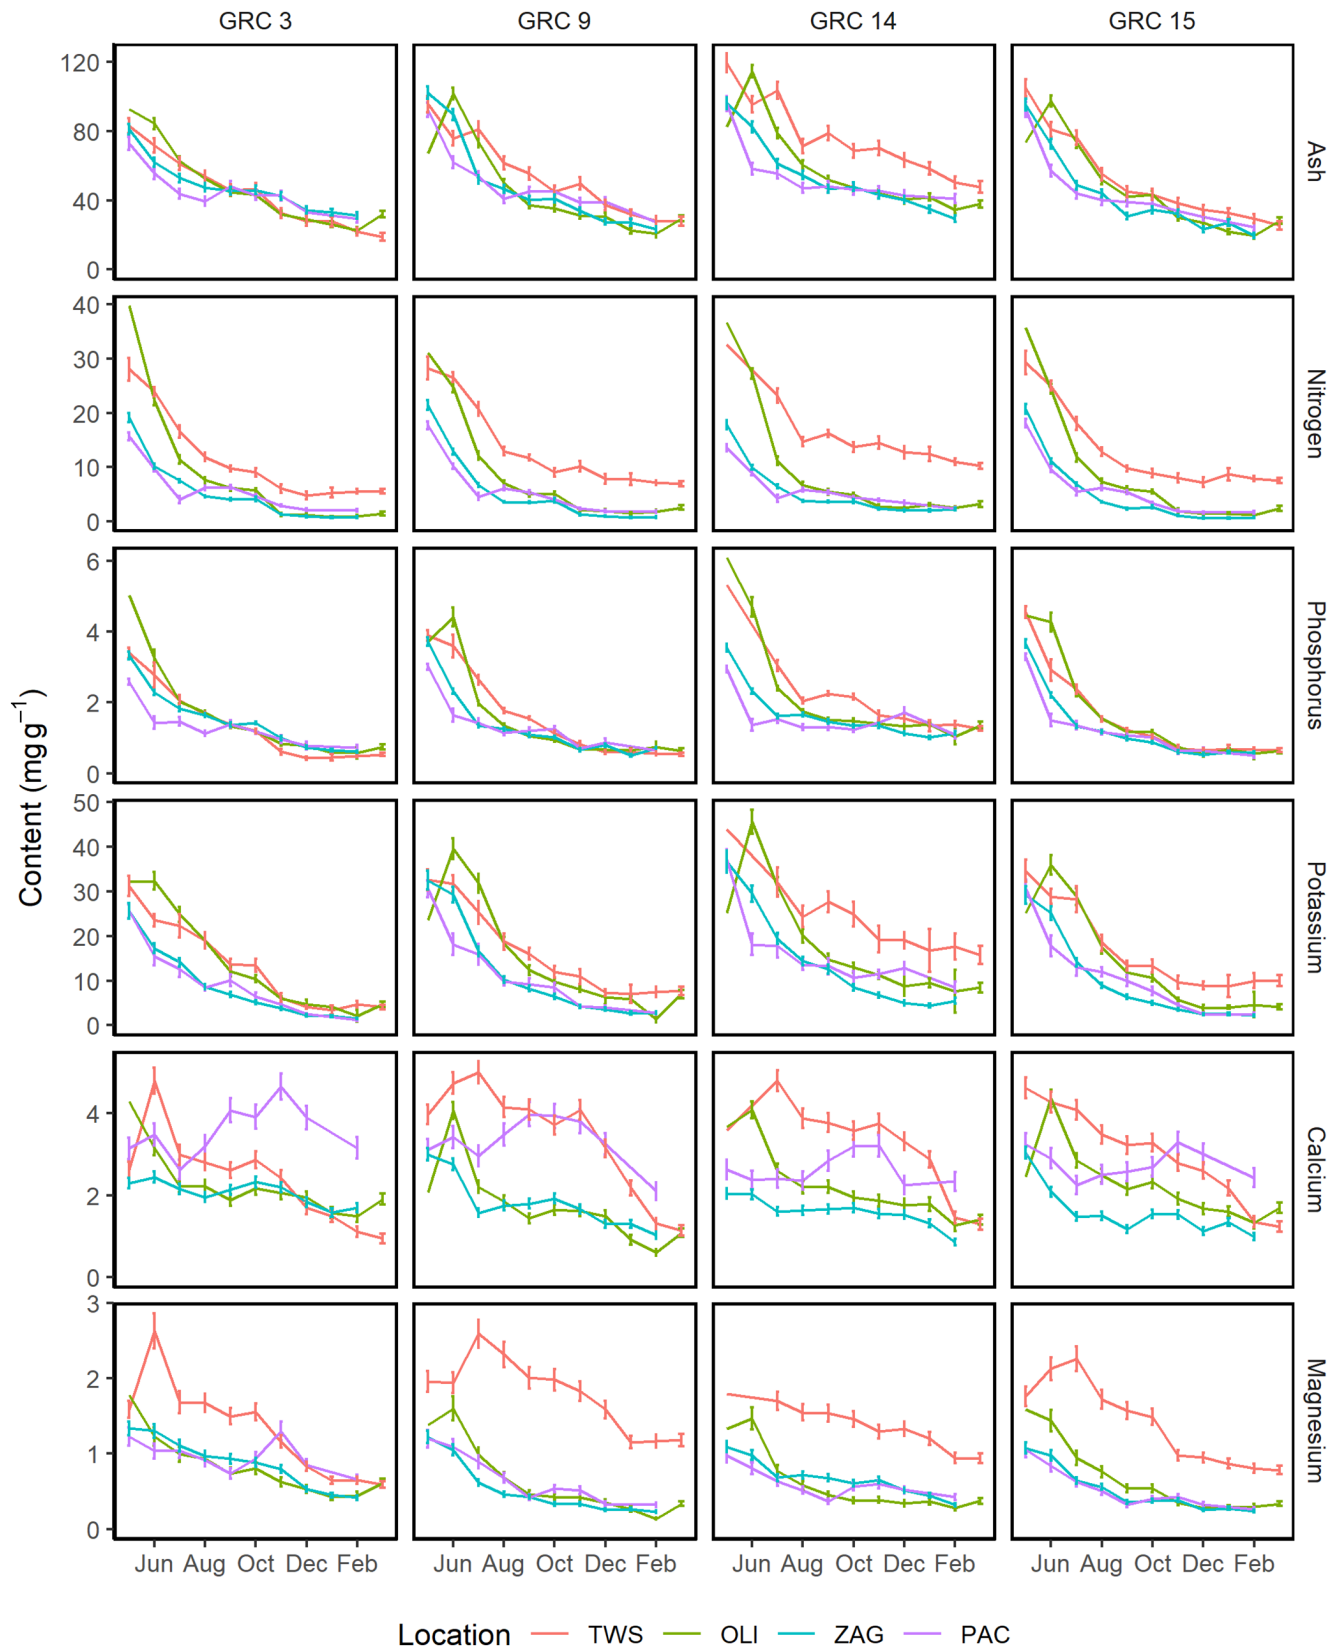 GRC 3 GRC 9 GRC 14 GRC 15
120
80
40
0
Ash
40
30
20
10
0
Nitrogen
6
4
2
0
Phosphorus
Content (mg g⁻¹)
50
40
30
20
10
0
Potassium
4
2
0
Calcium
3
2
1
0
Magnesium
Jun Aug Oct Dec Feb Jun Aug Oct Dec Feb Jun Aug Oct Dec Feb Jun Aug Oct Dec Feb
Location TWS OLI ZAG PAC